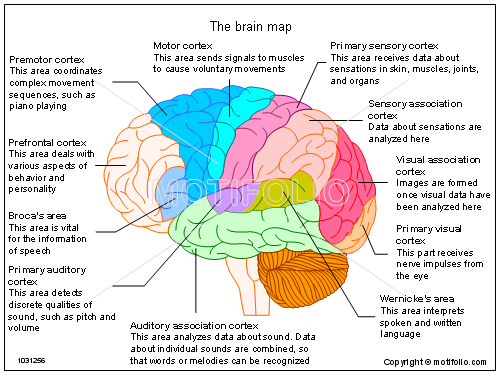 The brain map
Motor cortex
This area sends signals to muscles
to cause voluntary movements
Primary sensory cortex
This area receives data about
sensations in skin, muscles, joints,
and organs
Premotor cortex
This area coordinates
complex movement
sequences, such as
piano playing
Sensory association
cortex
Data about sensations are
analyzed here
Prefrontal cortex
This area deals with
various aspects of
behavior and
personality
Visual association
cortex
Images are formed
once visual data have
been analyzed here
MOTIFOLIO
Broca's area
This area is vital
for the information
of speech
Primary visual
cortex
This part receives
nerve impulses from
the eye
Primary auditory
cortex
This area detects
discrete qualities of
sound, such as pitch and
volume
Wernicke's area
This area interprets
spoken and written
language
Auditory association cortex
This area analyzes data about sound. Data
about individual sounds are combined, so
that words or melodies can be recognized
1031256
Copyright © motifolio.com